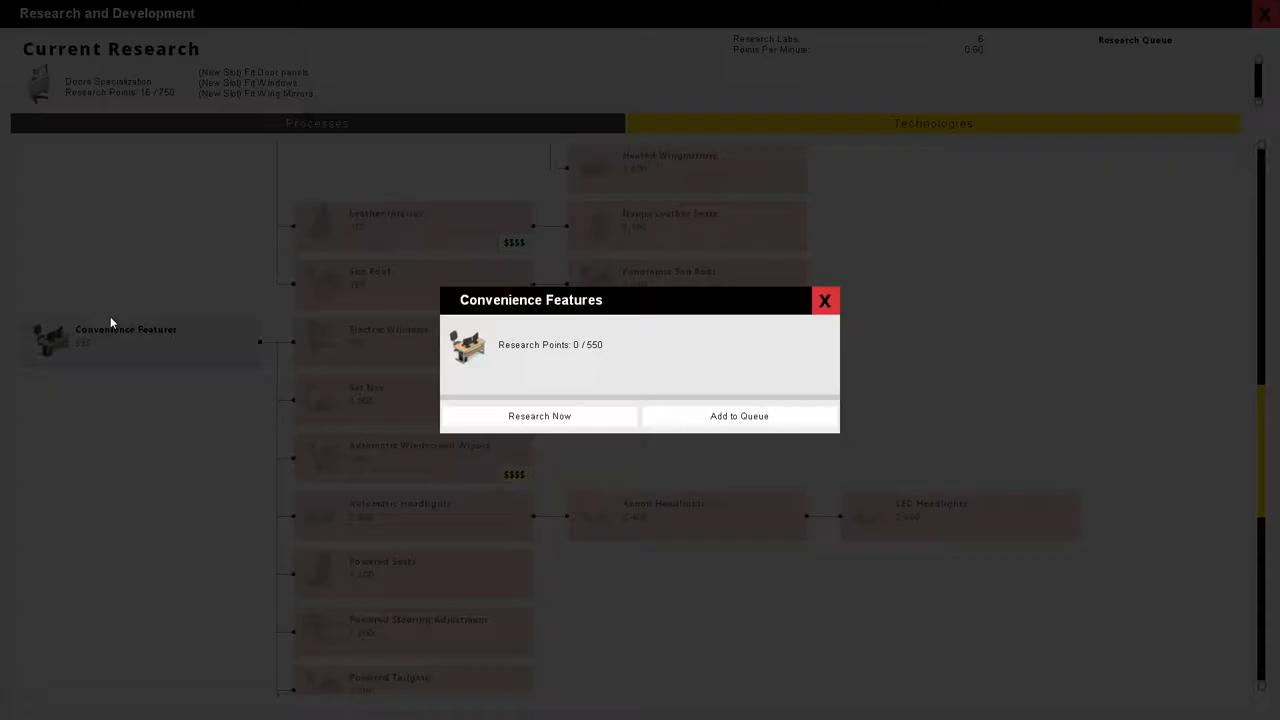 Research and Development
X
Current Research
Research Labs: 6
Points Per Minute: 0.60
Research Queue
Doors Specialization
Research Points: 16 / 750
(New Slot) Fit Door panels
(New Slot) Fit Windows
(New Slot) Fit Wing Mirrors
Processes
Technologies
Heated Wingmirrors
Leather Interior
$$$$
Nappa Leather Seats
Sun Roof
Panoramic Sun Roof
Convenience Features
X
Research Points: 0 / 550
Research Now
Add to Queue
Convenience Features
550
Electric Windows
Sat Nav
Automatic Windscreen Wipers
$$$$
Automatic Headlights
Xenon Headlights
LED Headlights
Powered Seats
Powered Steering Adjustment
Powered Tailgate